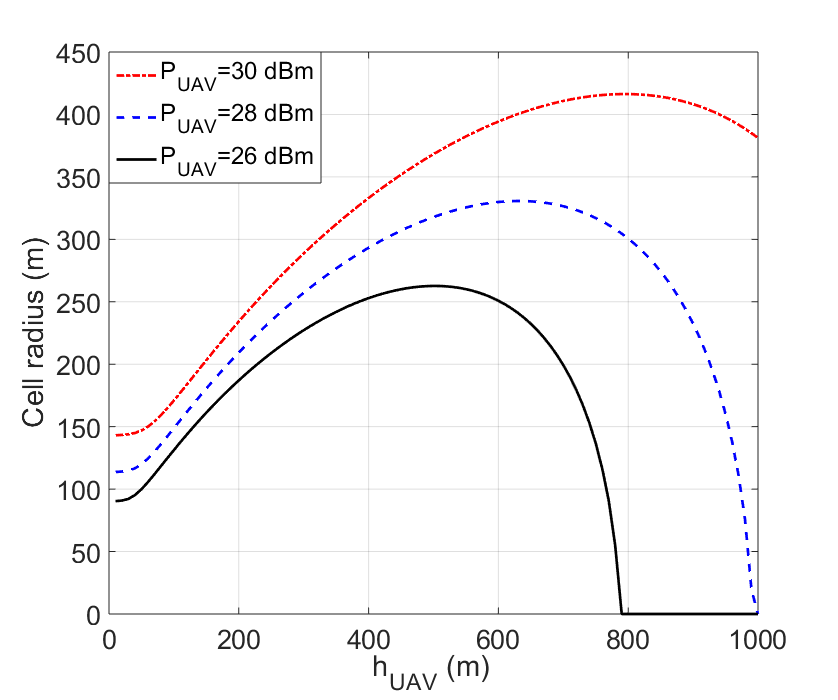 450
400
350
300
250
200
150
100
50
0
Cell radius (m)
P_UAV=30 dBm
P_UAV=28 dBm
P_UAV=26 dBm
0 200 400 600 800 1000
h_UAV (m)